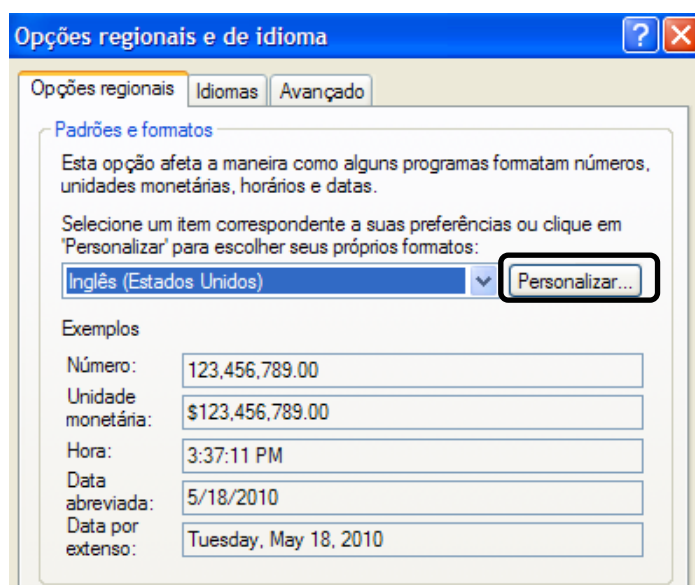 Opções regionais e de idioma
Opções regionais Idiomas Avançado
Padrões e formatos
Esta opção afeta a maneira como alguns programas formatam números,
unidades monetárias, horários e datas.
Selecione um item correspondente a suas preferências ou clique em
'Personalizar' para escolher seus próprios formatos:
Inglês (Estados Unidos) Personalizar...
Exemplos
Número: 123,456,789.00
Unidade
monetária: $123,456,789.00
Hora: 3:37:11 PM
Data
abreviada: 5/18/2010
Data por
extenso: Tuesday, May 18, 2010